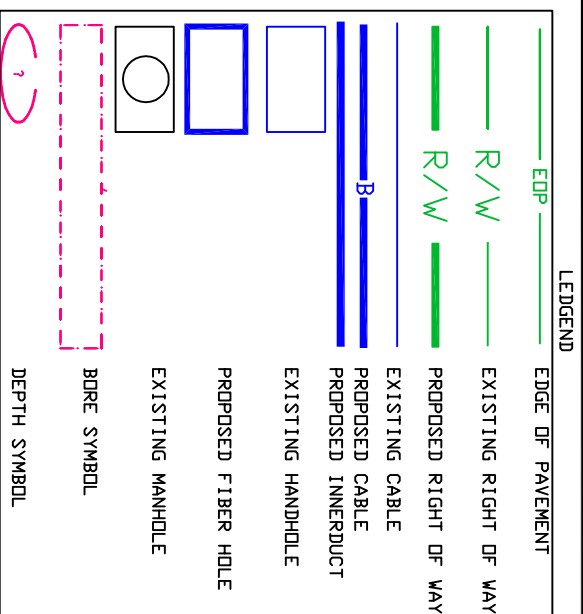 LEDGEND
EOP EDGE OF PAVEMENT
R/W EXISTING RIGHT OF WAY
R/W PROPOSED RIGHT OF WAY
EXISTING CABLE
B PROPOSED CABLE
PROPOSED INNERDUCT
EXISTING HANDHOLE
PROPOSED FIBER HOLE
EXISTING MANHOLE
BORE SYMBOL
? DEPTH SYMBOL